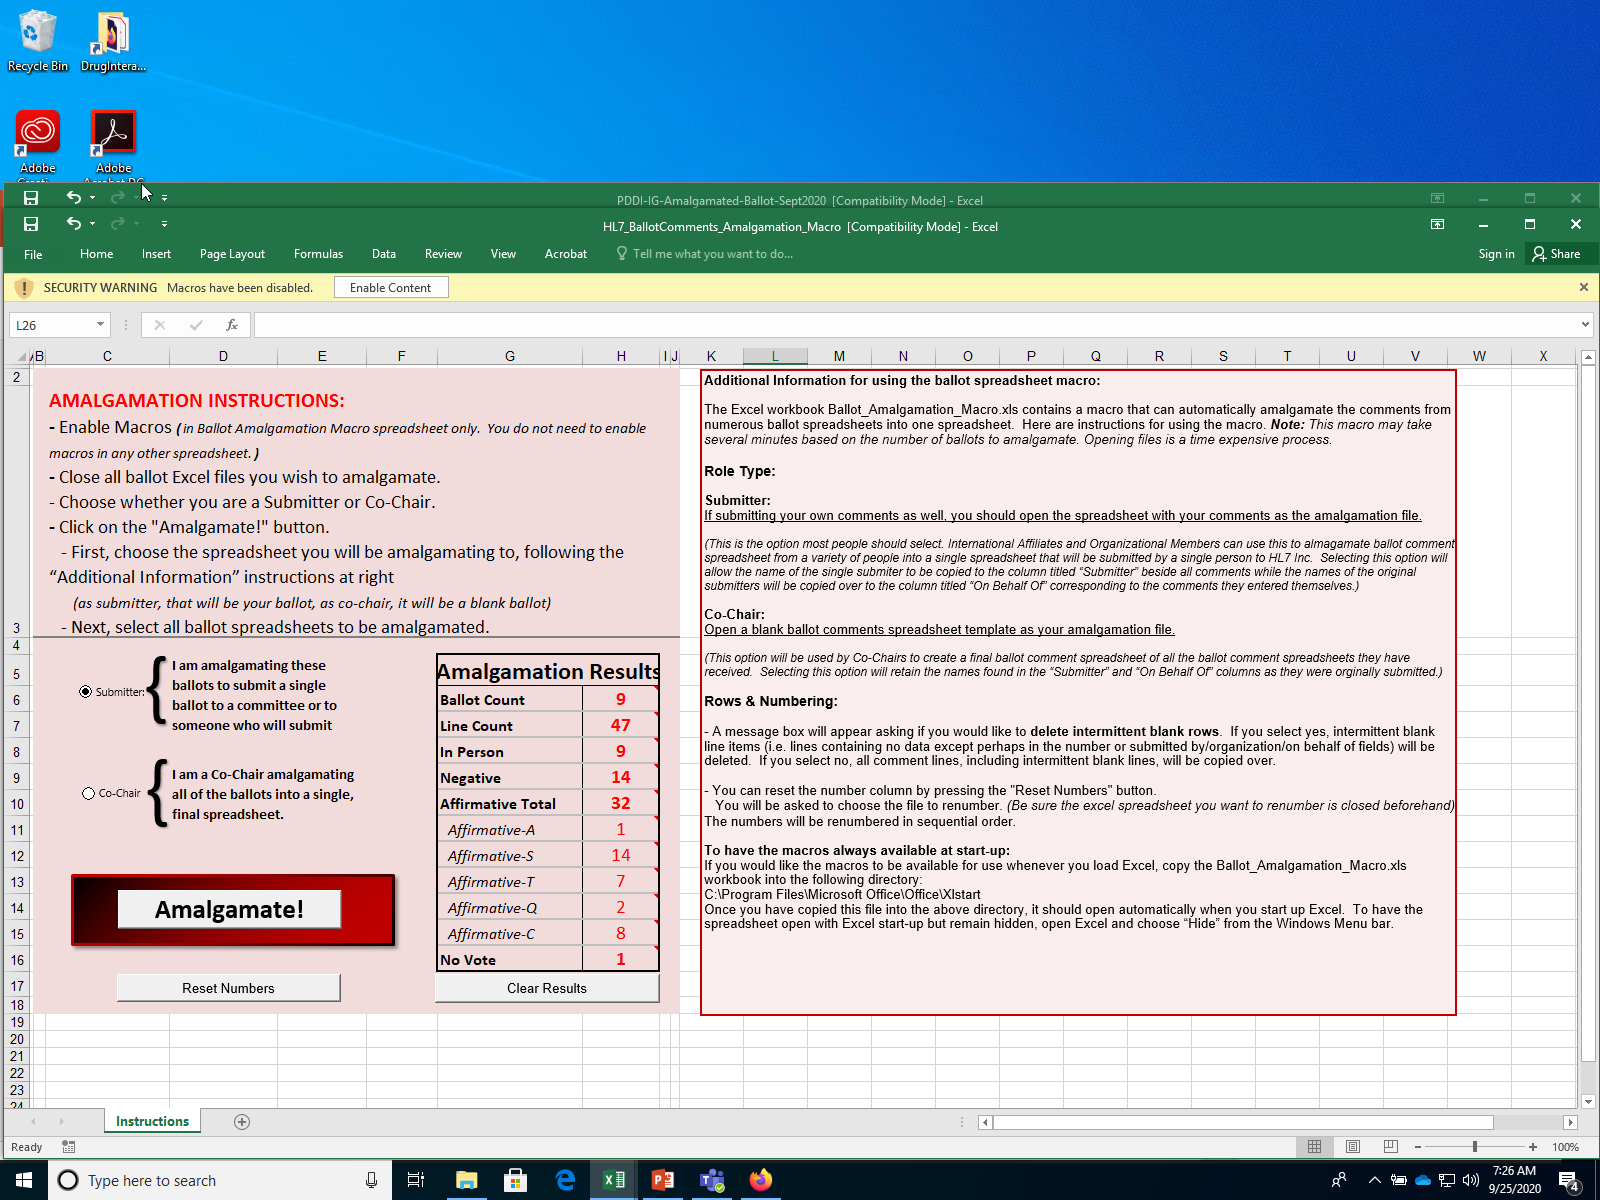 Recycle Bin
DrugIntera...
Adobe
Adobe
PDDI-IG-Amalgamated-Ballot-Sept2020 [Compatibility Mode] - Excel
HL7_BallotComments_Amalgamation_Macro [Compatibility Mode] - Excel
File Home Insert Page Layout Formulas Data Review View Acrobat Tell me what you want to do... Sign in Share
SECURITY WARNING Macros have been disabled. Enable Content
L26
fx
A B C D E F G H I J K L M N O P Q R S T U V W X
2
AMALGAMATION INSTRUCTIONS:
- Enable Macros ( in Ballot Amalgamation Macro spreadsheet only. You do not need to enable
macros in any other spreadsheet. )
- Close all ballot Excel files you wish to amalgamate.
- Choose whether you are a Submitter or Co-Chair.
- Click on the "Amalgamate!" button.
- First, choose the spreadsheet you will be amalgamating to, following the
“Additional Information” instructions at right
(as submitter, that will be your ballot, as co-chair, it will be a blank ballot)
3 - Next, select all ballot spreadsheets to be amalgamated.
4
5
6
7
8
9
10
11
12
13
14
15
16
17
18
19
20
21
22
23
24
Submitter:
I am amalgamating these
ballots to submit a single
ballot to a committee or to
someone who will submit
Co-Chair
I am a Co-Chair amalgamating
all of the ballots into a single,
final spreadsheet.
Amalgamate!
Reset Numbers
Amalgamation Results
Ballot Count 9
Line Count 47
In Person 9
Negative 14
Affirmative Total 32
Affirmative-A 1
Affirmative-S 14
Affirmative-T 7
Affirmative-Q 2
Affirmative-C 8
No Vote 1
Clear Results
Additional Information for using the ballot spreadsheet macro:
The Excel workbook Ballot_Amalgamation_Macro.xls contains a macro that can automatically amalgamate the comments from
numerous ballot spreadsheets into one spreadsheet. Here are instructions for using the macro. Note: This macro may take
several minutes based on the number of ballots to amalgamate. Opening files is a time expensive process.
Role Type:
Submitter:
If submitting your own comments as well, you should open the spreadsheet with your comments as the amalgamation file.
(This is the option most people should select. International Affiliates and Organizational Members can use this to almagamate ballot comment
spreadsheet from a variety of people into a single spreadsheet that will be submitted by a single person to HL7 Inc. Selecting this option will
allow the name of the single submiter to be copied to the column titled “Submitter” beside all comments while the names of the original
submitters will be copied over to the column titled “On Behalf Of” corresponding to the comments they entered themselves.)
Co-Chair:
Open a blank ballot comments spreadsheet template as your amalgamation file.
(This option will be used by Co-Chairs to create a final ballot comment spreadsheet of all the ballot comment spreadsheets they have
received. Selecting this option will retain the names found in the “Submitter” and “On Behalf Of” columns as they were orginally submitted.)
Rows & Numbering:
- A message box will appear asking if you would like to delete intermittent blank rows. If you select yes, intermittent blank
line items (i.e. lines containing no data except perhaps in the number or submitted by/organization/on behalf of fields) will be
deleted. If you select no, all comment lines, including intermittent blank lines, will be copied over.
- You can reset the number column by pressing the "Reset Numbers" button.
You will be asked to choose the file to renumber. (Be sure the excel spreadsheet you want to renumber is closed beforehand)
The numbers will be renumbered in sequential order.
To have the macros always available at start-up:
If you would like the macros to be available for use whenever you load Excel, copy the Ballot_Amalgamation_Macro.xls
workbook into the following directory:
C:\Program Files\Microsoft Office\Office\Xlstart
Once you have copied this file into the above directory, it should open automatically when you start up Excel. To have the
spreadsheet open with Excel start-up but remain hidden, open Excel and choose “Hide” from the Windows Menu bar.
Instructions
Ready
100%
Type here to search
7:26 AM
9/25/2020
4